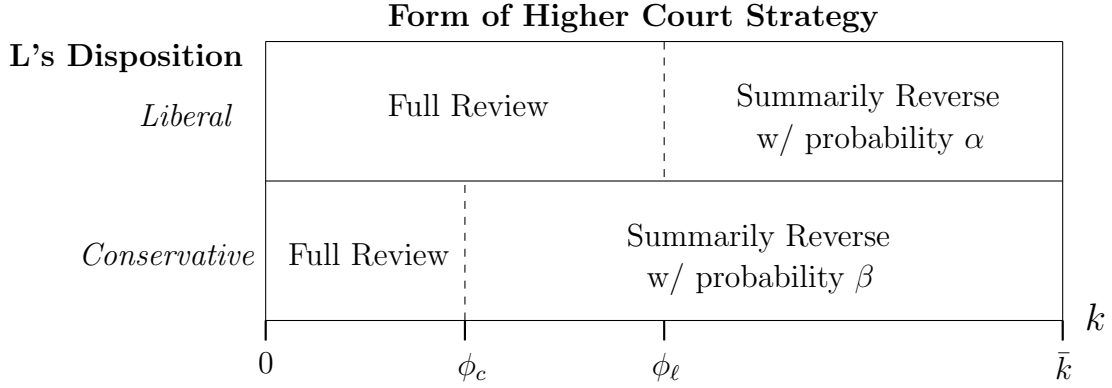 Form of Higher Court Strategy
L's Disposition
Liberal
Full Review
Summarily Reverse
w/ probability α
Conservative
Full Review
Summarily Reverse
w/ probability β
k
0
ϕ_c
ϕ_ℓ
k̄